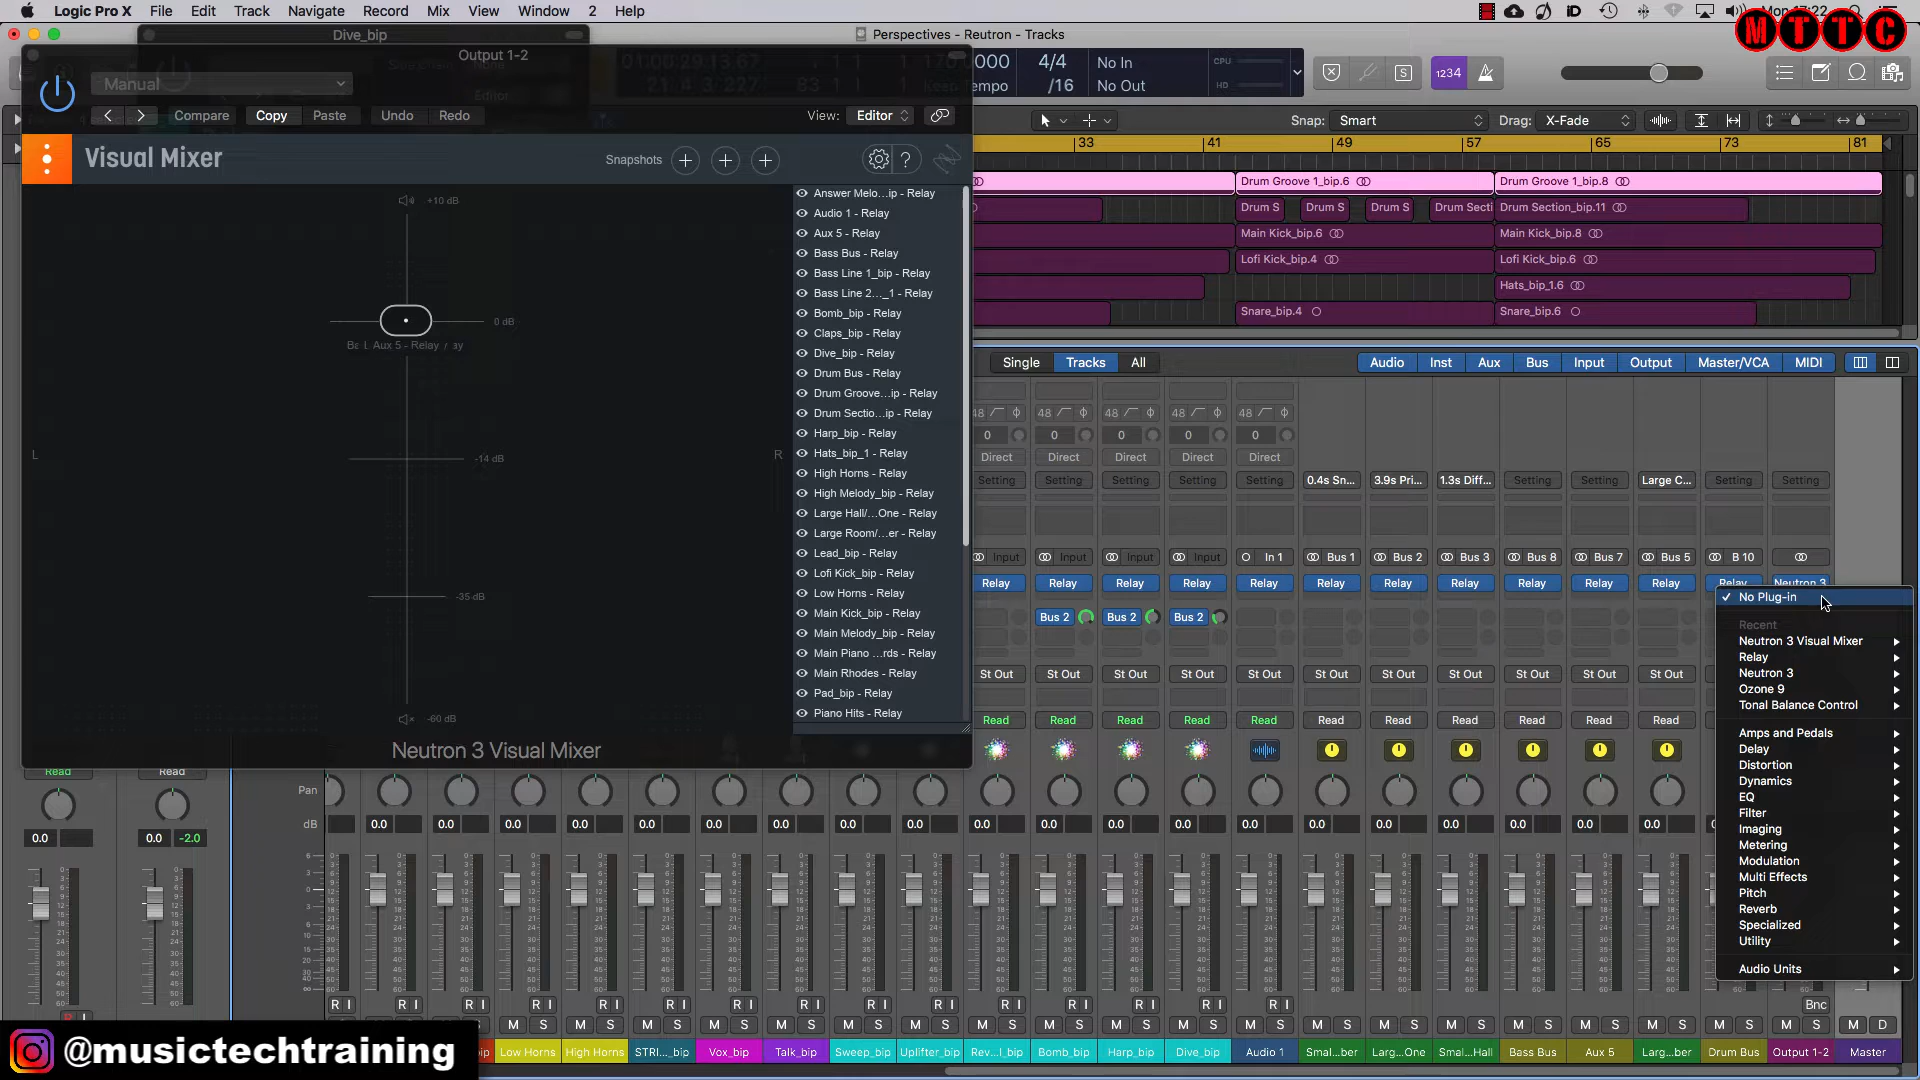 Logic Pro X File Edit Track Navigate Record Mix View Window 2 Help
Mon 17:22
MTTC
Dive_bip
Perspectives - Reutron - Tracks
Output 1-2
Manual
4/4 No In
/16 No Out
CPU
HD
1234
Compare Copy Paste Undo Redo
View: Editor
Snap: Smart Drag: X-Fade
Visual Mixer
Snapshots
33 41 49 57 65 73 81
Drum Groove 1_bip.6 Drum Groove 1_bip.8
Drum S Drum S Drum S Drum Secti Drum Section_bip.11
Main Kick_bip.6 Main Kick_bip.8
Lofi Kick_bip.4 Lofi Kick_bip.6
Hats_bip_1.6
Snare_bip.4 Snare_bip.6
+10 dB
0 dB
Aux 5 - Relay
-14 dB
-35 dB
-60 dB
L
R
Answer Melo...ip - Relay
Audio 1 - Relay
Aux 5 - Relay
Bass Bus - Relay
Bass Line 1_bip - Relay
Bass Line 2..._1 - Relay
Bomb_bip - Relay
Claps_bip - Relay
Dive_bip - Relay
Drum Bus - Relay
Drum Groove...ip - Relay
Drum Sectio...ip - Relay
Harp_bip - Relay
Hats_bip_1 - Relay
High Horns - Relay
High Melody_bip - Relay
Large Hall/...One - Relay
Large Room/...er - Relay
Lead_bip - Relay
Lofi Kick_bip - Relay
Low Horns - Relay
Main Kick_bip - Relay
Main Melody_bip - Relay
Main Piano ...rds - Relay
Main Rhodes - Relay
Pad_bip - Relay
Piano Hits - Relay
Neutron 3 Visual Mixer
Single Tracks All
Audio Inst Aux Bus Input Output Master/VCA MIDI
48 48 48 48 48
0 0 0 0 0
Direct Direct Direct Direct Direct
Setting Setting Setting Setting Setting 0.4s Sn... 3.9s Pri... 1.3s Diff... Setting Setting Large C... Setting Setting
Input Input Input Input In 1 Bus 1 Bus 2 Bus 3 Bus 8 Bus 7 Bus 5 B 10
Relay Relay Relay Relay Relay Relay Relay Relay Relay Relay Relay Relay Neutron 3
Bus 2 Bus 2 Bus 2
St Out St Out St Out St Out St Out St Out St Out St Out St Out St Out St Out
Read Read Read Read Read Read Read Read Read Read Read
No Plug-in
Recent
Neutron 3 Visual Mixer
Relay
Neutron 3
Ozone 9
Tonal Balance Control
Amps and Pedals
Delay
Distortion
Dynamics
EQ
Filter
Imaging
Metering
Modulation
Multi Effects
Pitch
Reverb
Specialized
Utility
Audio Units
Read Read
Pan
dB
0.0 0.0 -2.0
0.0 0.0 0.0 0.0 0.0 0.0 0.0 0.0 0.0 0.0 0.0 0.0 0.0 0.0 0.0 0.0 0.0 0.0 0.0 0.0
R I R I R I R I R I R I R I R I R I R I R I R I R I R I Bnc
M S M S M S M S M S M S M S M S M S M S M S M S M S M S M S M S M S M S M S M S M D
Low Horns High Horns STRI..._bip Vox_bip Talk_bip Sweep_bip Uplifter_bip Rev...l_bip Bomb_bip Harp_bip Dive_bip Audio 1 Smal...ber Larg...One Smal...Hall Bass Bus Aux 5 Larg...ber Drum Bus Output 1-2 Master
@musictechtraining